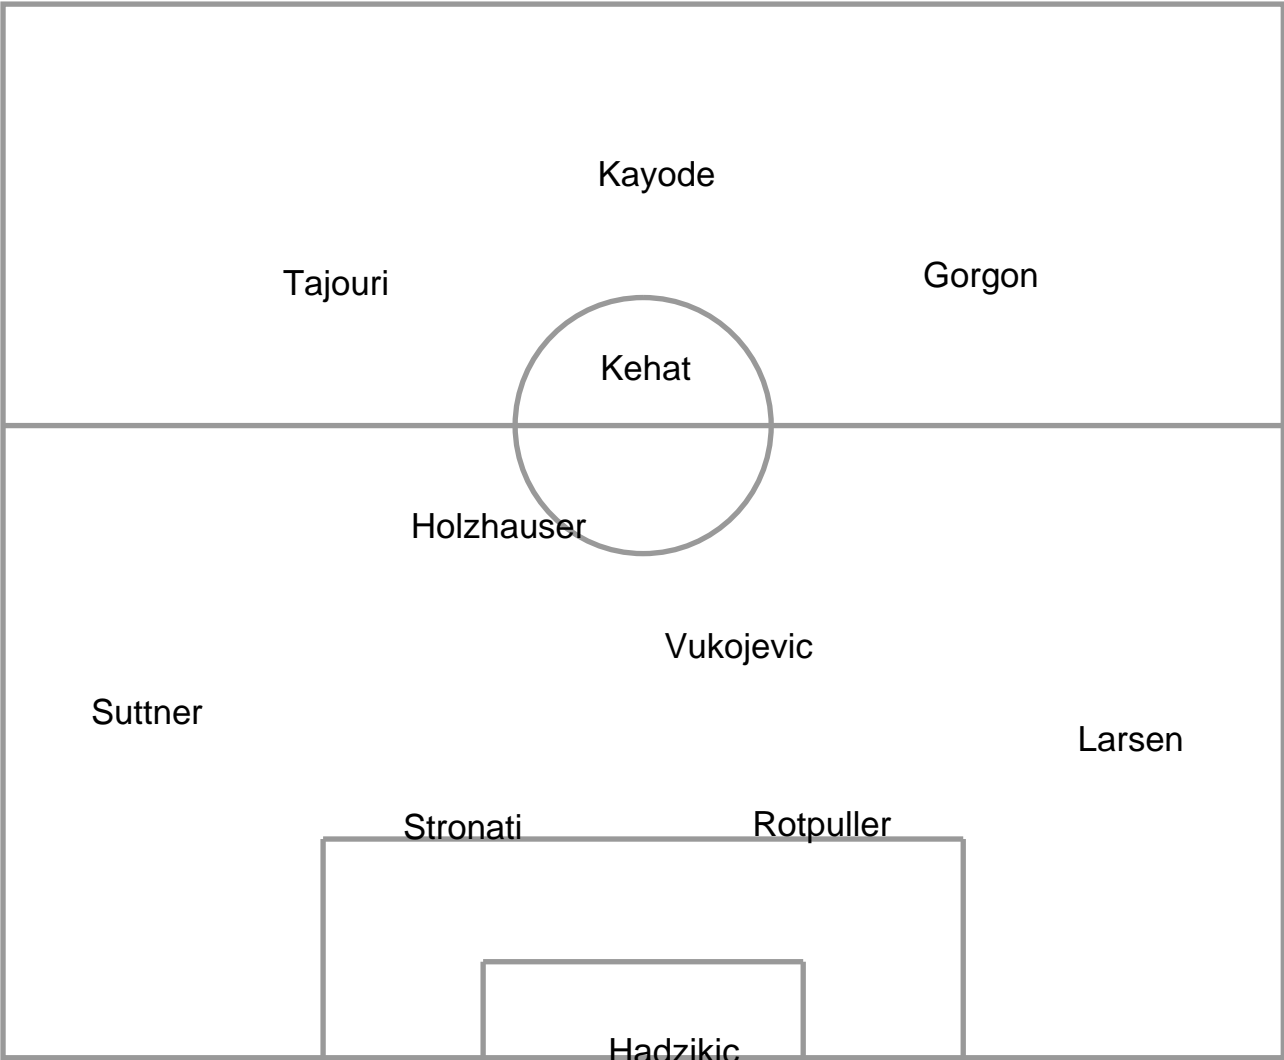 Kayode
Tajouri
Gorgon
Kehat
Holzhauser
Vukojevic
Suttner
Larsen
Stronati
Rotpuller
Hadzikic